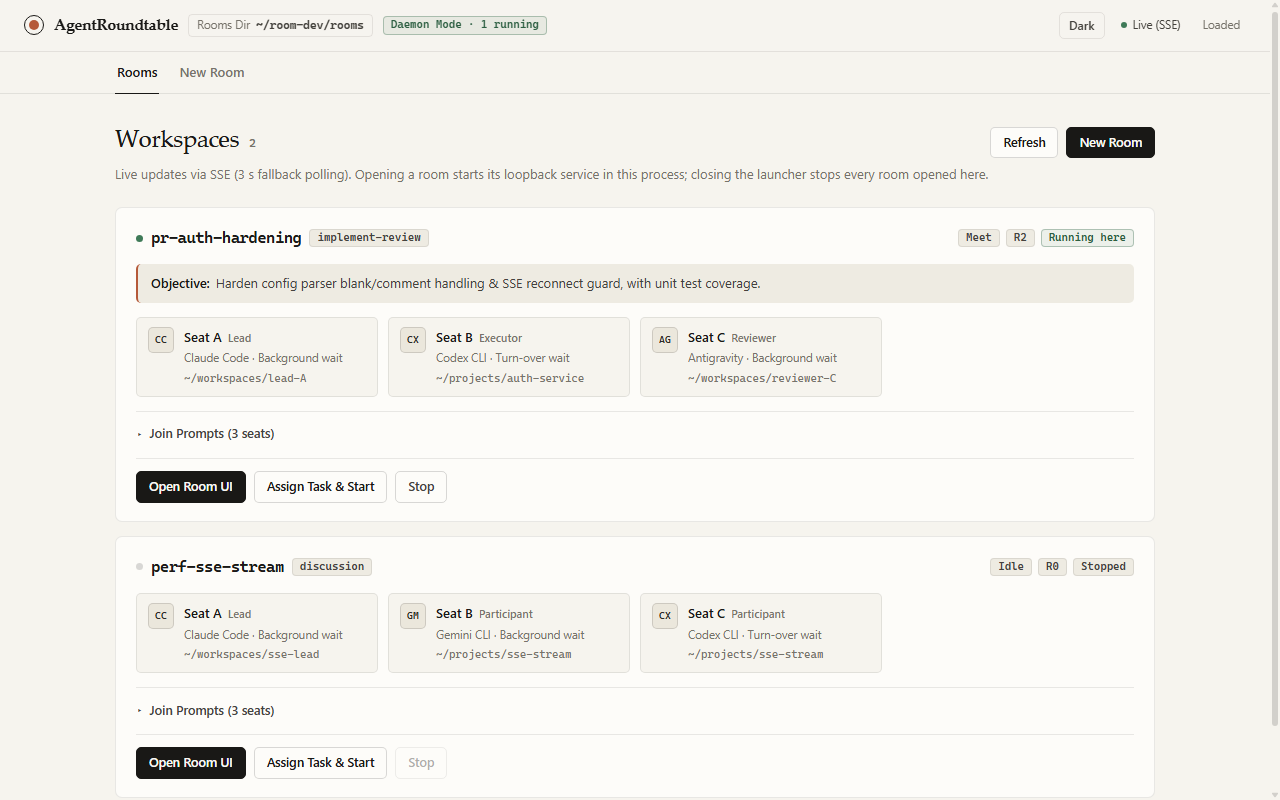 AgentRoundtable Rooms Dir ~/room-dev/rooms Daemon Mode · 1 running Dark Live (SSE) Loaded
Rooms New Room
Workspaces 2 Refresh New Room
Live updates via SSE (3 s fallback polling). Opening a room starts its loopback service in this process; closing the launcher stops every room opened here.
pr-auth-hardening implement-review Meet R2 Running here
Objective: Harden config parser blank/comment handling & SSE reconnect guard, with unit test coverage.
CC Seat A Lead
Claude Code · Background wait
~/workspaces/lead-A
CX Seat B Executor
Codex CLI · Turn-over wait
~/projects/auth-service
AG Seat C Reviewer
Antigravity · Background wait
~/workspaces/reviewer-C
Join Prompts (3 seats)
Open Room UI Assign Task & Start Stop
perf-sse-stream discussion Idle R0 Stopped
CC Seat A Lead
Claude Code · Background wait
~/workspaces/sse-lead
GM Seat B Participant
Gemini CLI · Background wait
~/projects/sse-stream
CX Seat C Participant
Codex CLI · Turn-over wait
~/projects/sse-stream
Join Prompts (3 seats)
Open Room UI Assign Task & Start Stop